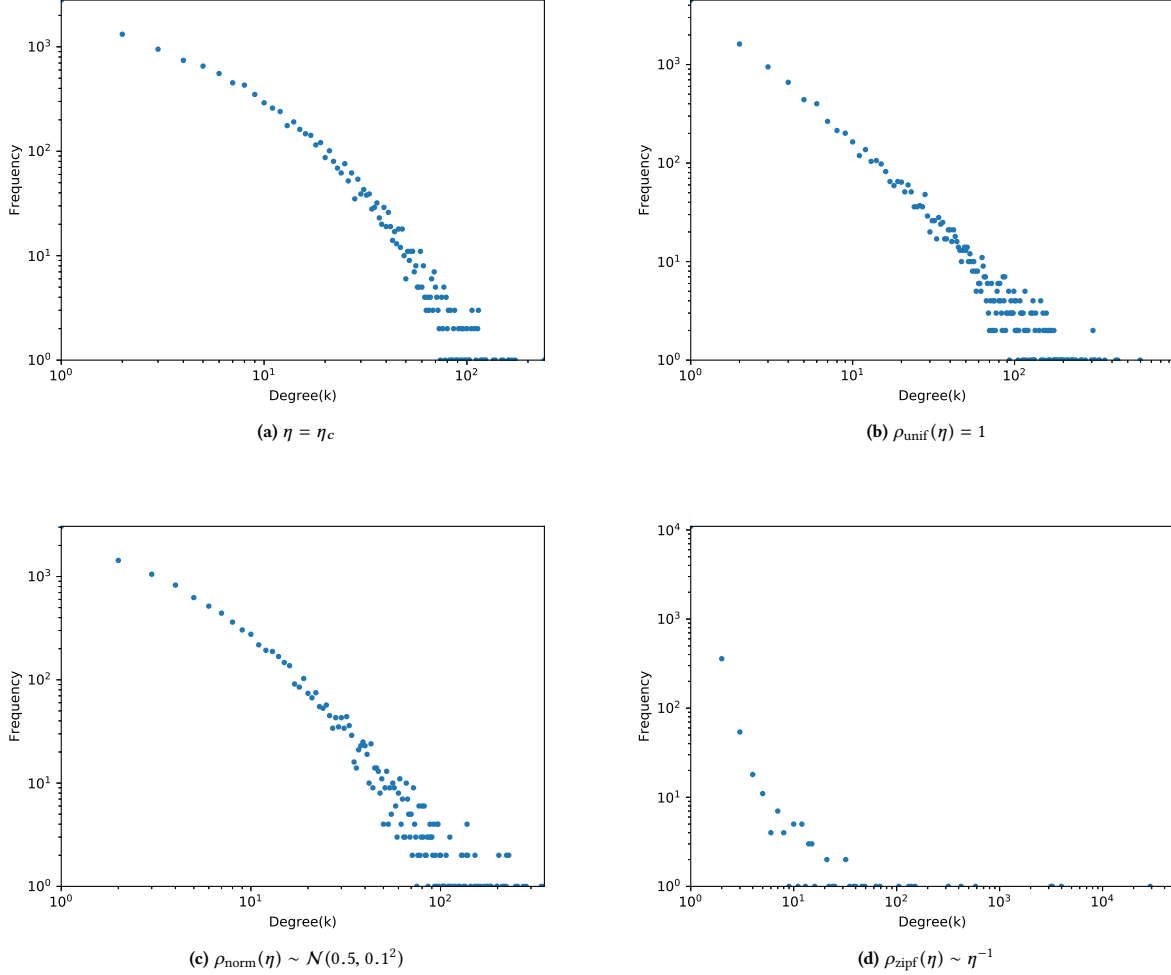 10³
10²
10¹
10⁰
Frequency
10⁰ 10¹ 10²
Degree(k)
(a) η = η_c
10³
10²
10¹
10⁰
Frequency
10⁰ 10¹ 10²
Degree(k)
(b) ρ_unif(η) = 1
10³
10²
10¹
10⁰
Frequency
10⁰ 10¹ 10²
Degree(k)
(c) ρ_norm(η) ~ N(0.5, 0.1²)
10⁴
10³
10²
10¹
10⁰
Frequency
10⁰ 10¹ 10² 10³ 10⁴
Degree(k)
(d) ρ_zipf(η) ~ η⁻¹